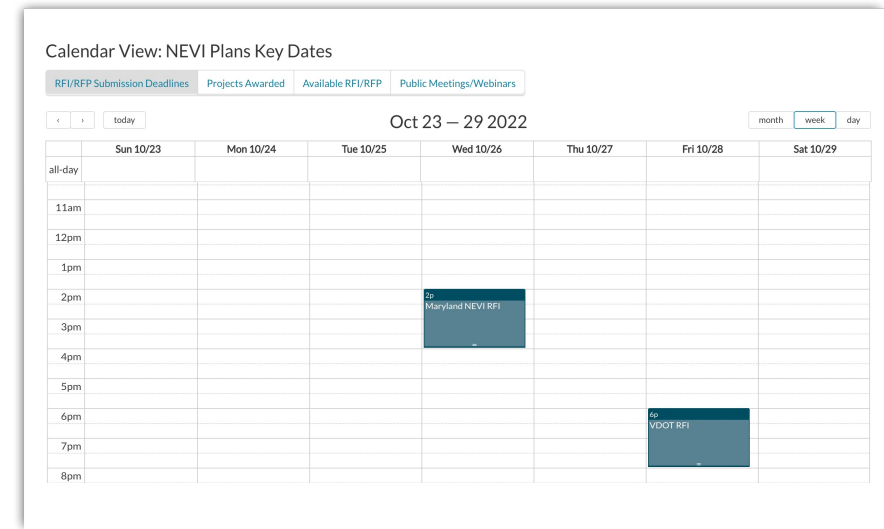 Calendar View: NEVI Plans Key Dates
RFI/RFP Submission Deadlines Projects Awarded Available RFI/RFP Public Meetings/Webinars
‹ › today Oct 23 — 29 2022 month week day
Sun 10/23 Mon 10/24 Tue 10/25 Wed 10/26 Thu 10/27 Fri 10/28 Sat 10/29
all-day
11am
12pm
1pm
2pm 2p
Maryland NEVI RFI
3pm
4pm
5pm
6pm 6p
VDOT RFI
7pm
8pm